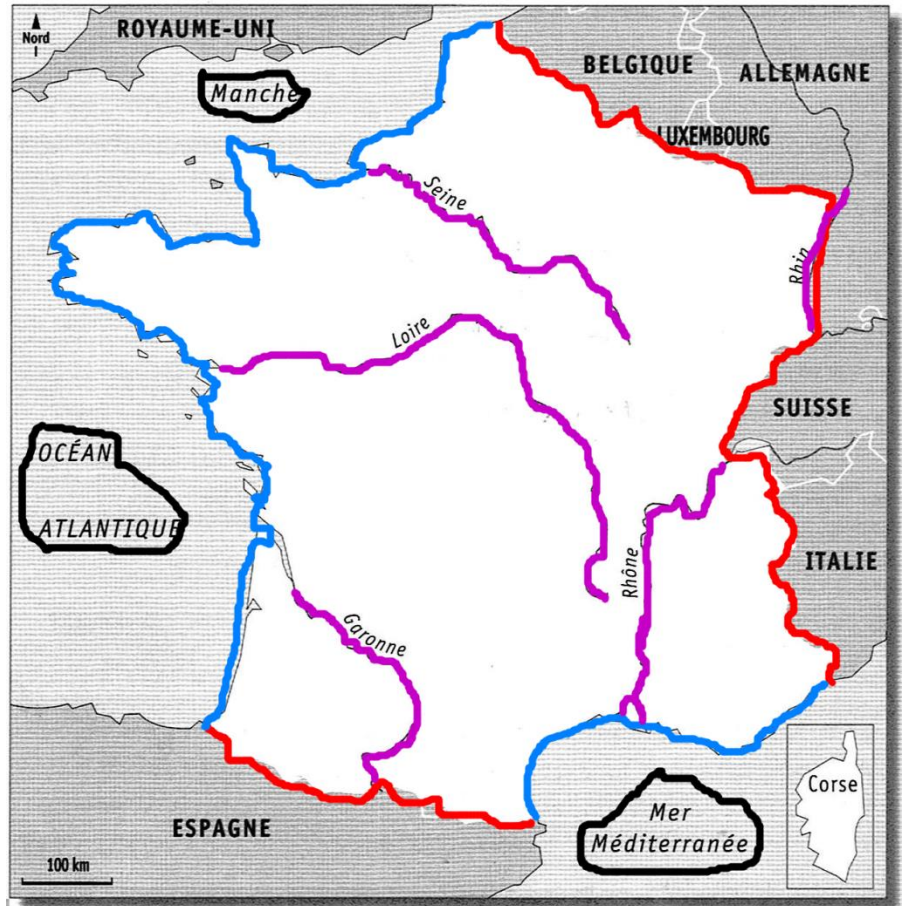 Nord
ROYAUME-UNI
BELGIQUE
ALLEMAGNE
Manche
LUXEMBOURG
Seine
Rhin
Loire
SUISSE
OCÉAN
ATLANTIQUE
ITALIE
Rhône
Garonne
Corse
Mer
Méditerranée
ESPAGNE
100 km